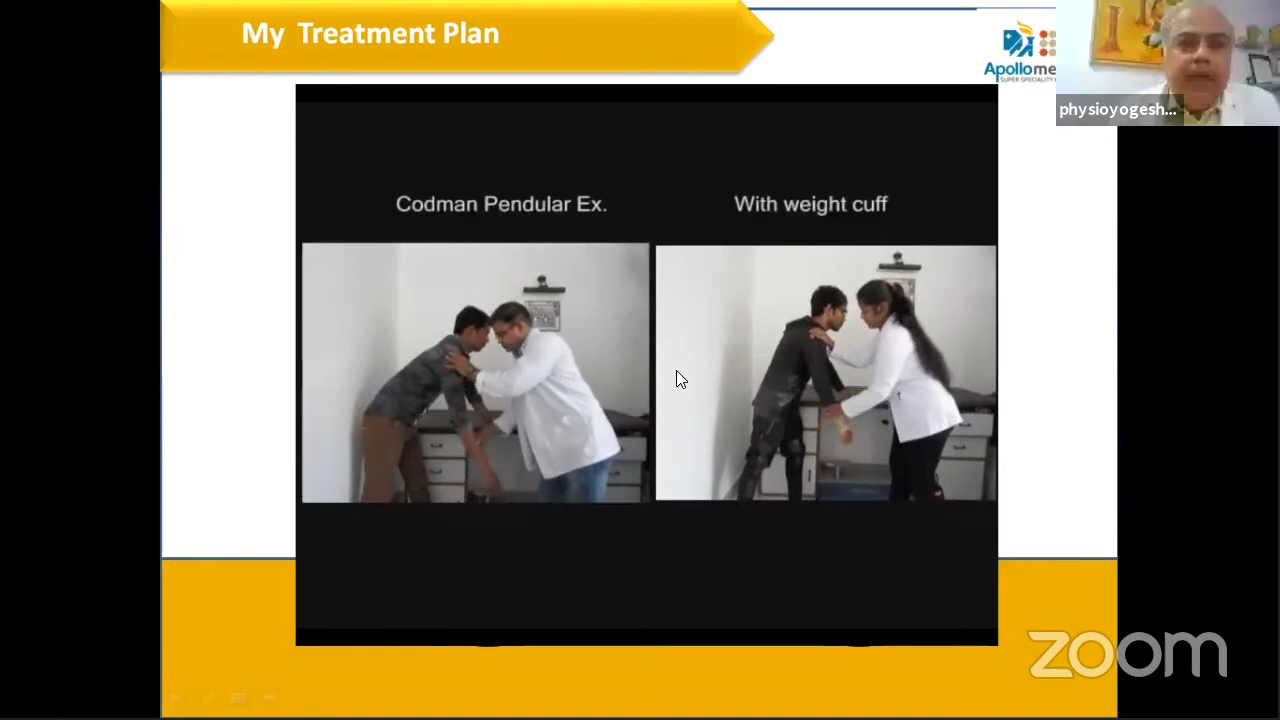 My Treatment Plan
Apollome
SUPER SPECIALITY
physioyogesh...
Codman Pendular Ex.
With weight cuff
zoom